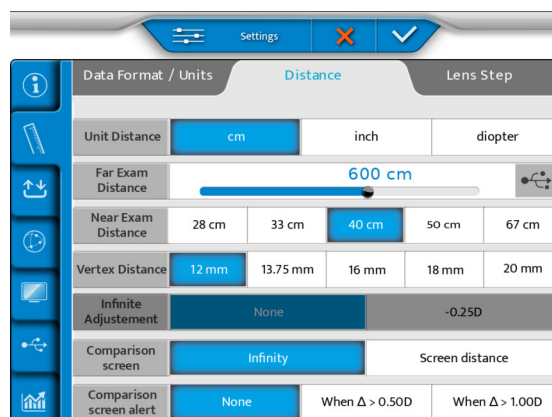 Settings
Data Format / Units Distance Lens Step
Unit Distance cm inch diopter
600 cm
Far Exam
Distance
Near Exam
Distance
28 cm 33 cm 40 cm 50 cm 67 cm
Vertex Distance 12 mm 13.75 mm 16 mm 18 mm 20 mm
Infinite
Adjustement
None -0.25D
Comparison
screen
Infinity Screen distance
Comparison
screen alert
None When Δ > 0.50D When Δ > 1.00D